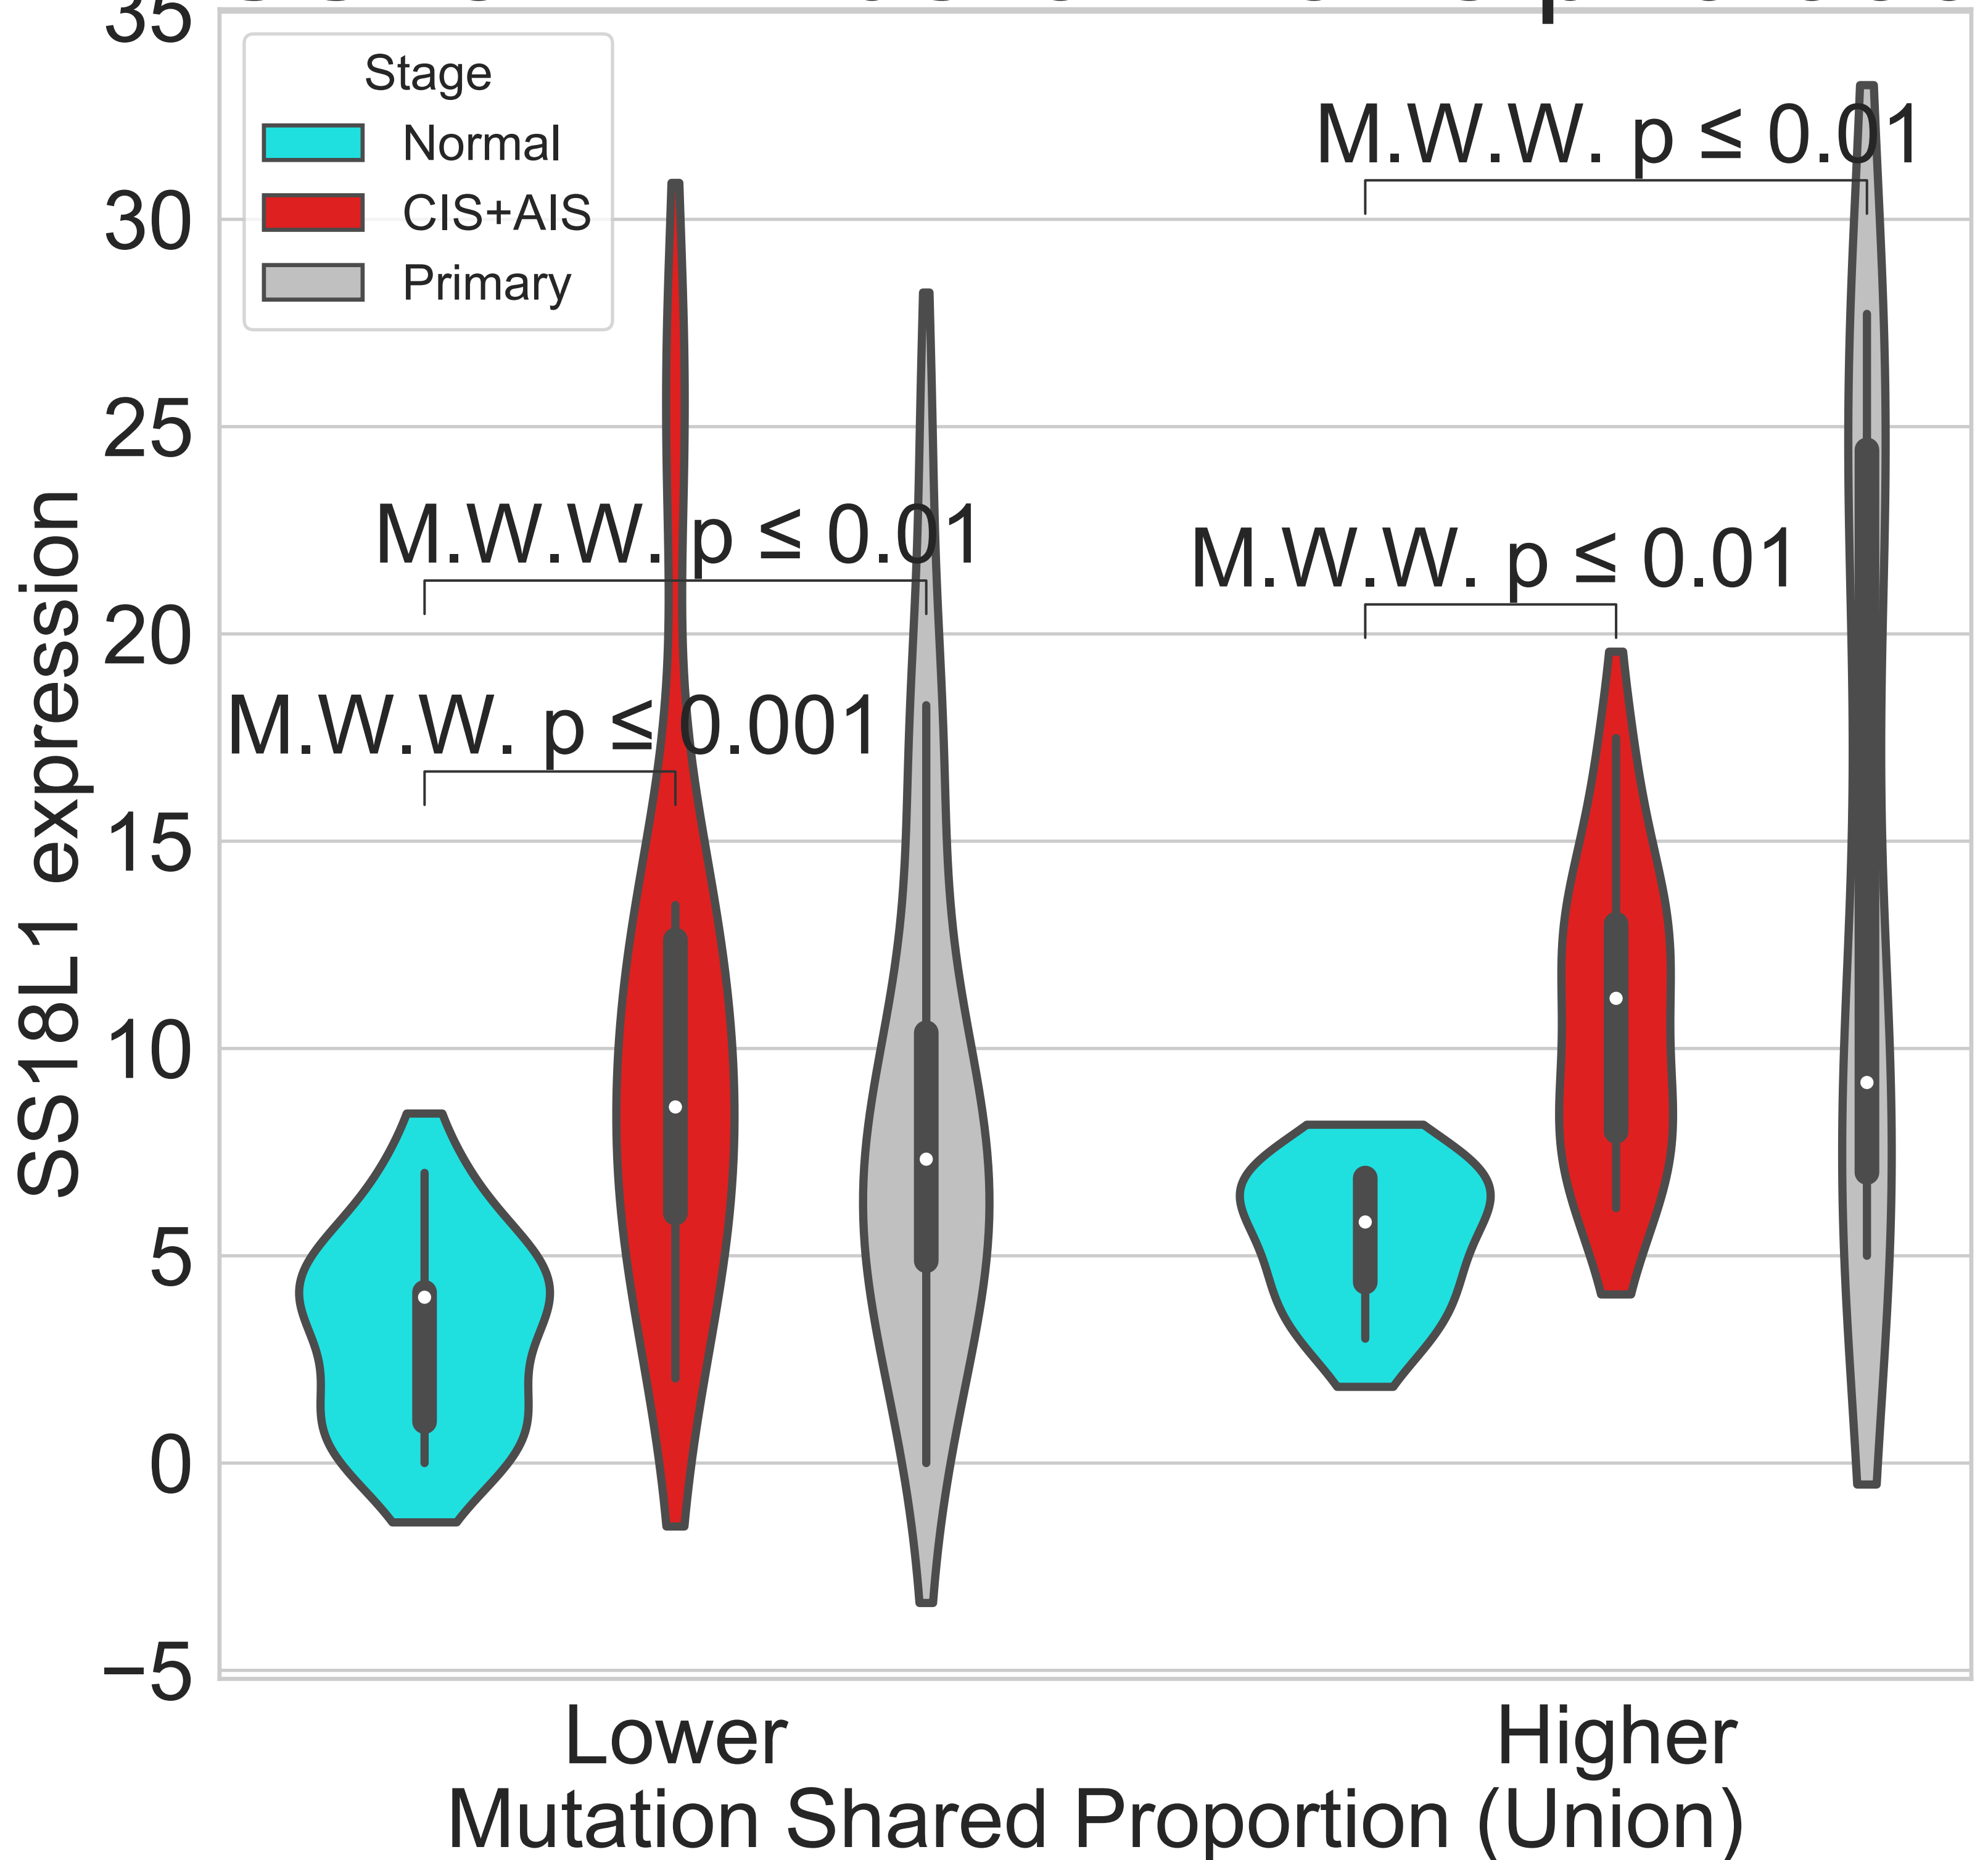 35
Stage
Normal
CIS+AIS
Primary
M.W.W. p ≤ 0.01
30
25
M.W.W. p ≤ 0.01
M.W.W. p ≤ 0.01
20
M.W.W. p ≤ 0.001
15
10
5
0
−5
SS18L1 expression
Lower
Higher
Mutation Shared Proportion (Union)